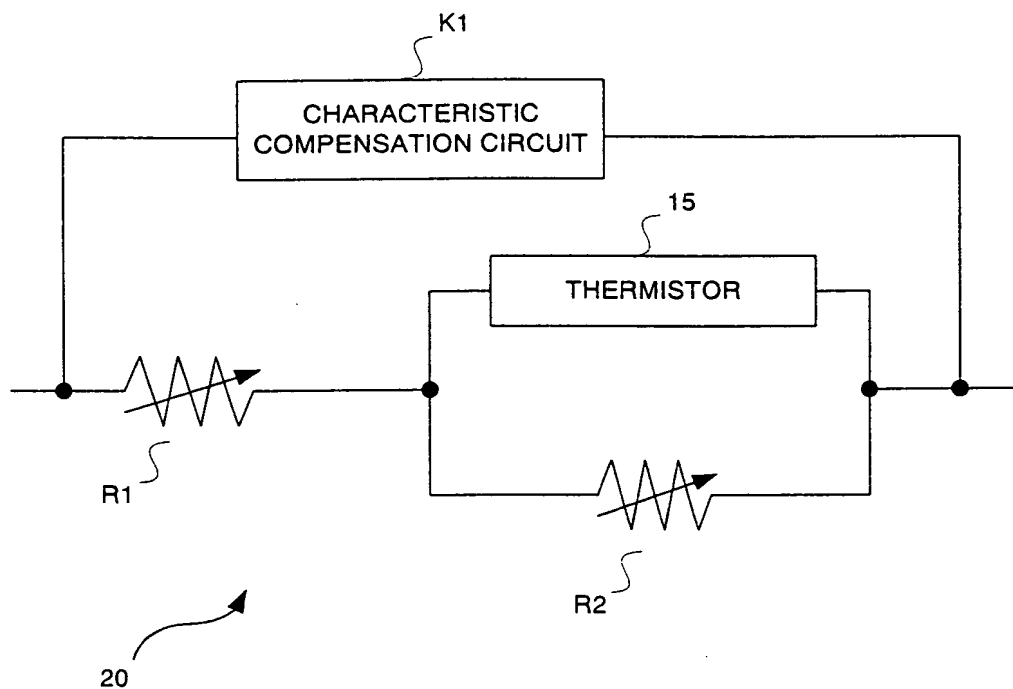 K1
CHARACTERISTIC
COMPENSATION CIRCUIT
15
THERMISTOR
R1
R2
20